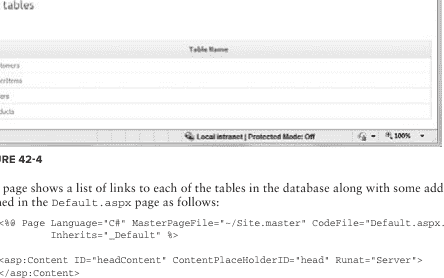 tables
Table Name
tomers
erItems
ers
ducts
Local intranet | Protected Mode: Off
100%
URE 42-4
page shows a list of links to each of the tables in the database along with some add
ned in the Default.aspx page as follows:
<%@ Page Language="C#" MasterPageFile="~/Site.master" CodeFile="Default.aspx.
Inherits="_Default" %>
<asp:Content ID="headContent" ContentPlaceHolderID="head" Runat="Server">
</asp:Content>